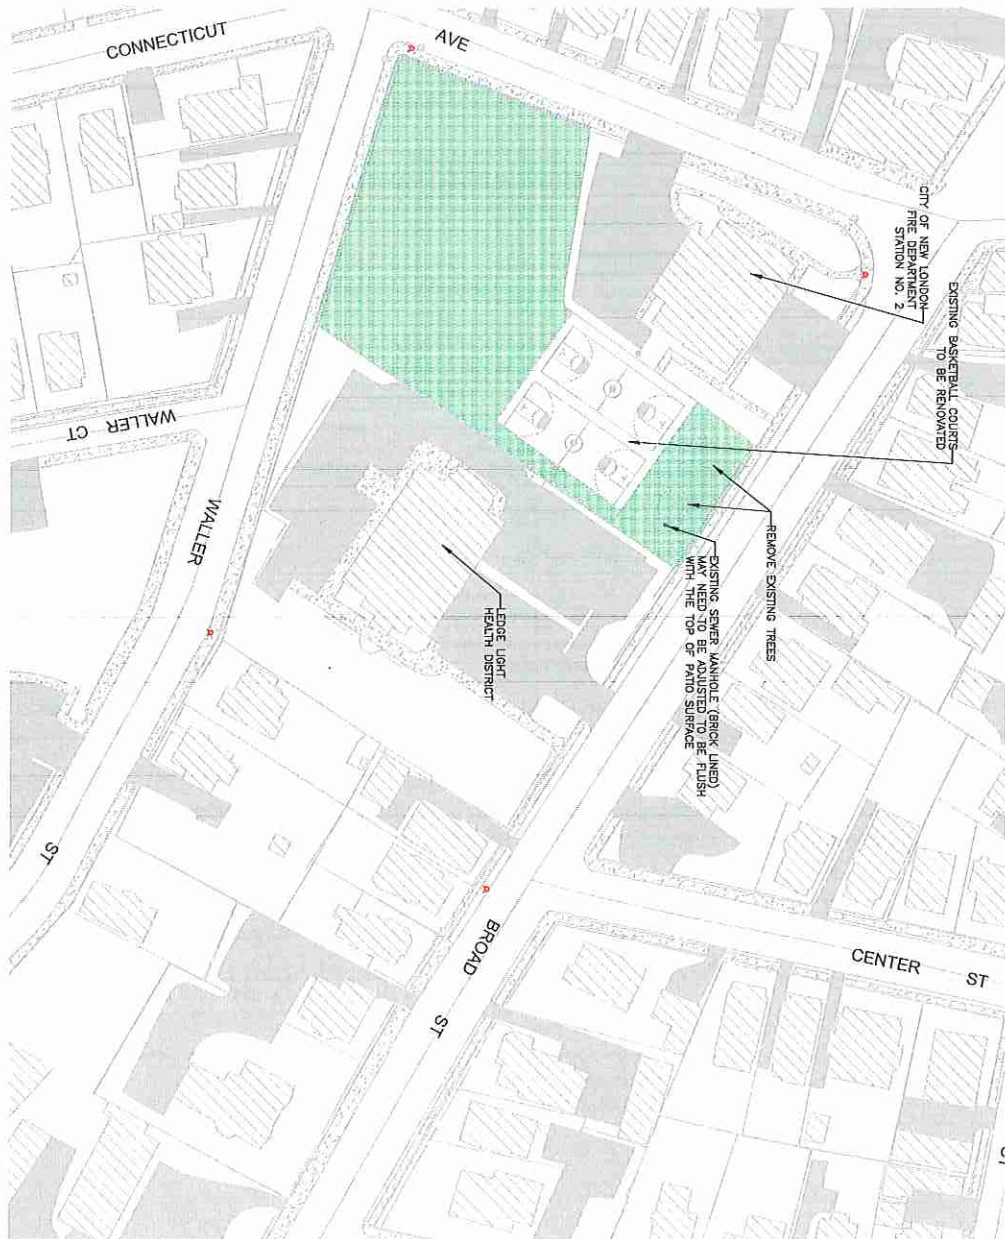 CONNECTICUT
AVE
CITY OF NEW LONDON
FIRE DEPARTMENT
STATION NO. 2
EXISTING BASKETBALL COURTS
TO BE RENOVATED
REMOVE EXISTING TREES
EXISTING SEWER MANHOLE (BRICK LINED)
MAY NEED TO BE ADJUSTED TO BE FLUSH
WITH THE TOP OF PATIO SURFACE
LEDGE LIGHT
HEALTH DISTRICT
WALLER CT
WALLER
ST
BROAD
ST
CENTER
ST